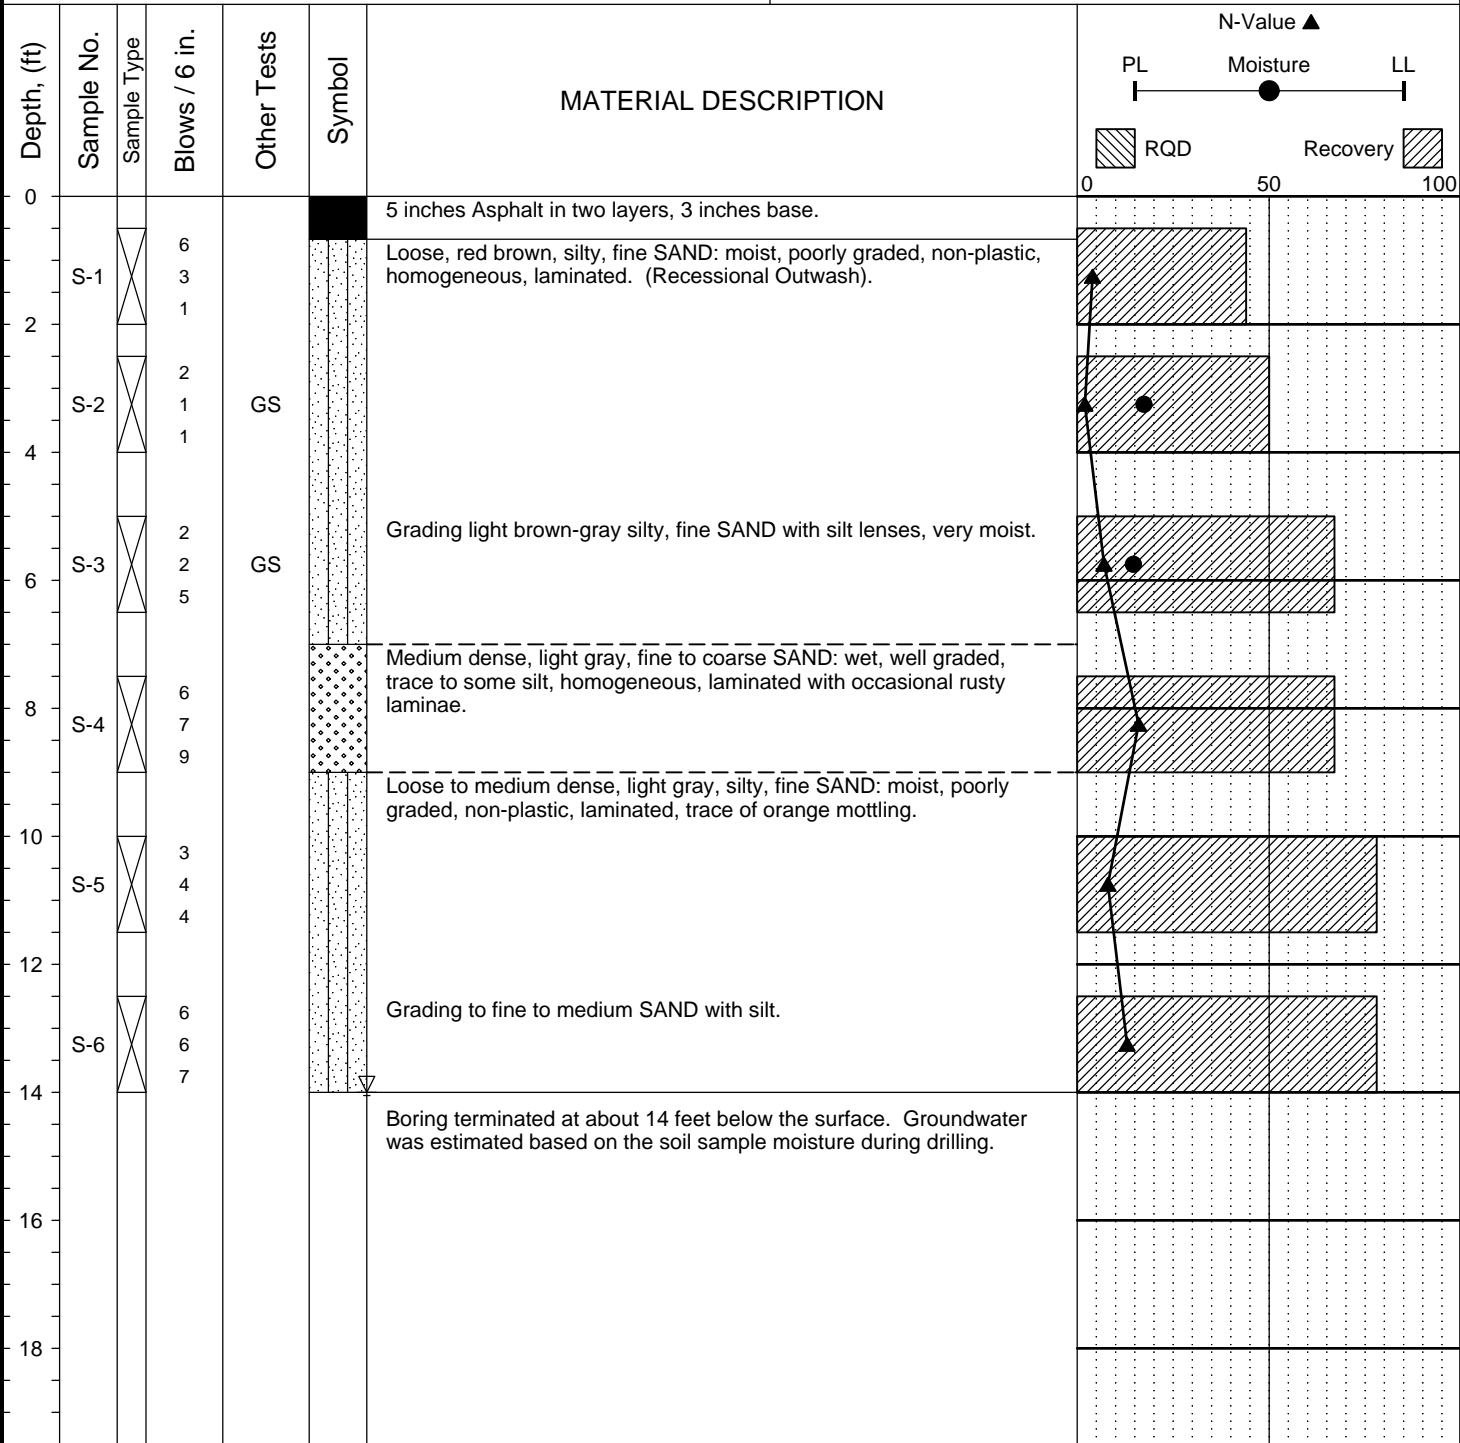 Depth, (ft)
Sample No.
Sample Type
Blows / 6 in.
Other Tests
Symbol
MATERIAL DESCRIPTION
N-Value
PL Moisture LL
RQD Recovery
0 50 100
0
5 inches Asphalt in two layers, 3 inches base.
Loose, red brown, silty, fine SAND: moist, poorly graded, non-plastic,
homogeneous, laminated. (Recessional Outwash).
6
S-1 3
1
2
2
S-2 1 GS
1
4
Grading light brown-gray silty, fine SAND with silt lenses, very moist.
2
S-3 2 GS
6
5
Medium dense, light gray, fine to coarse SAND: wet, well graded,
trace to some silt, homogeneous, laminated with occasional rusty
laminae.
6
8
S-4 7
9
Loose to medium dense, light gray, silty, fine SAND: moist, poorly
graded, non-plastic, laminated, trace of orange mottling.
10
3
S-5 4
4
12
Grading to fine to medium SAND with silt.
6
S-6 6
7
14
Boring terminated at about 14 feet below the surface. Groundwater
was estimated based on the soil sample moisture during drilling.
16
18